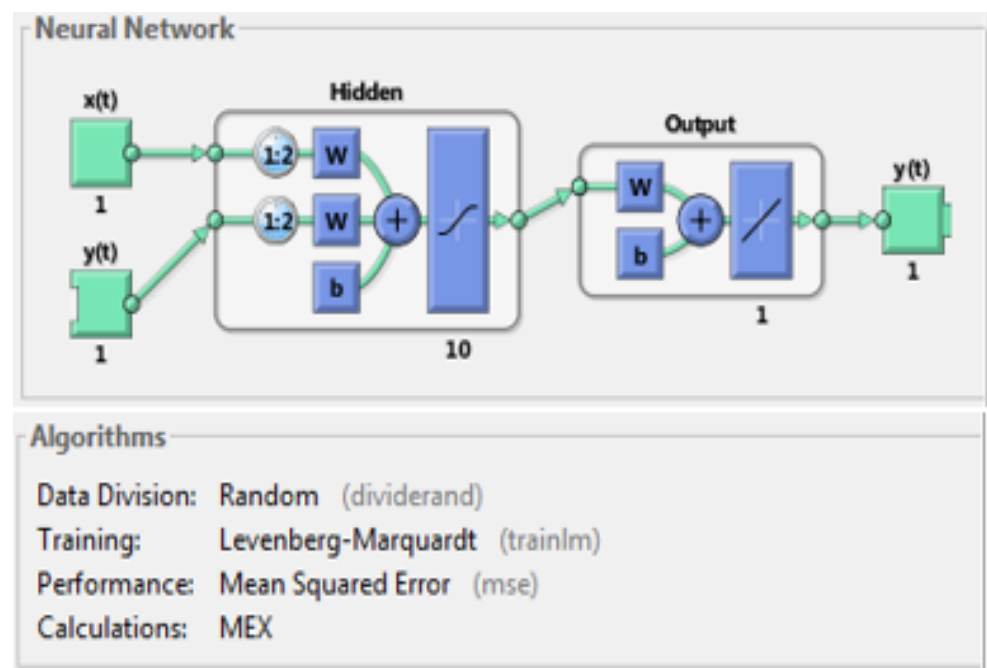 Neural Network
x(t)
1
y(t)
1
Hidden
1:2 W
1:2 W
+
b
10
Output
W
+
b
1
y(t)
1
Algorithms
Data Division: Random (dividerand)
Training: Levenberg-Marquardt (trainlm)
Performance: Mean Squared Error (mse)
Calculations: MEX